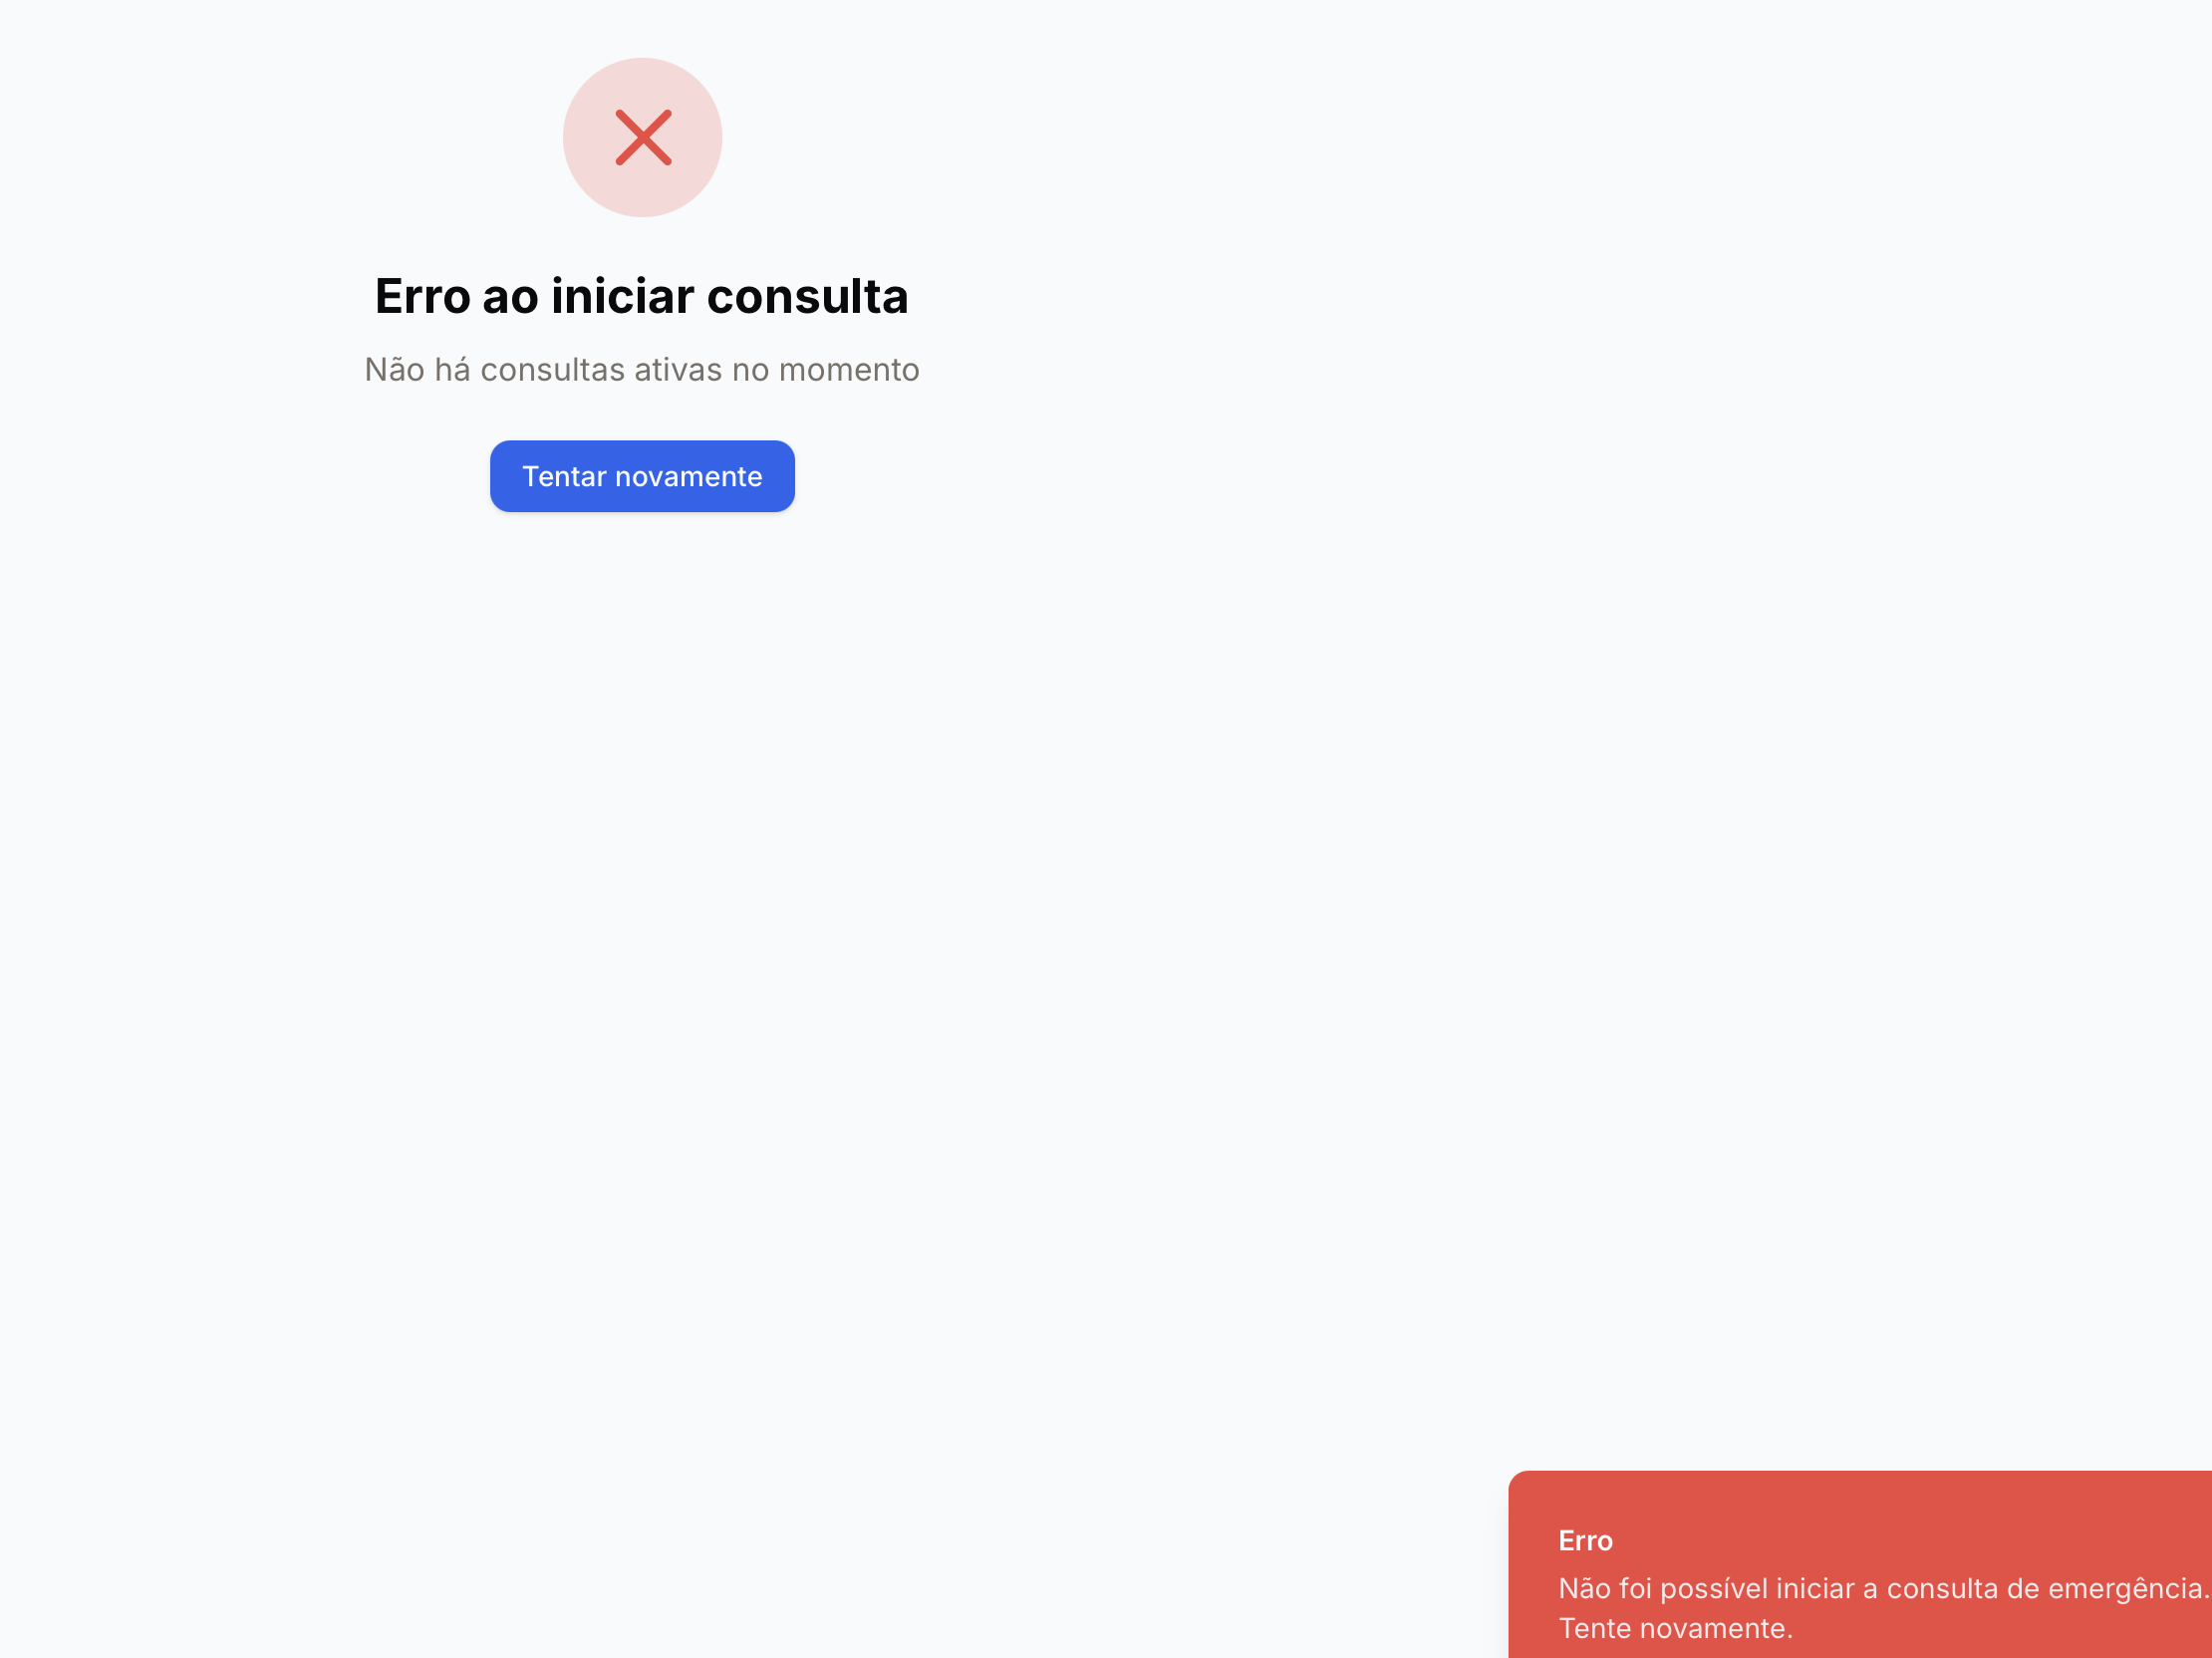 Erro ao iniciar consulta
Não há consultas ativas no momento
Tentar novamente
Erro
Não foi possível iniciar a consulta de emergência.
Tente novamente.